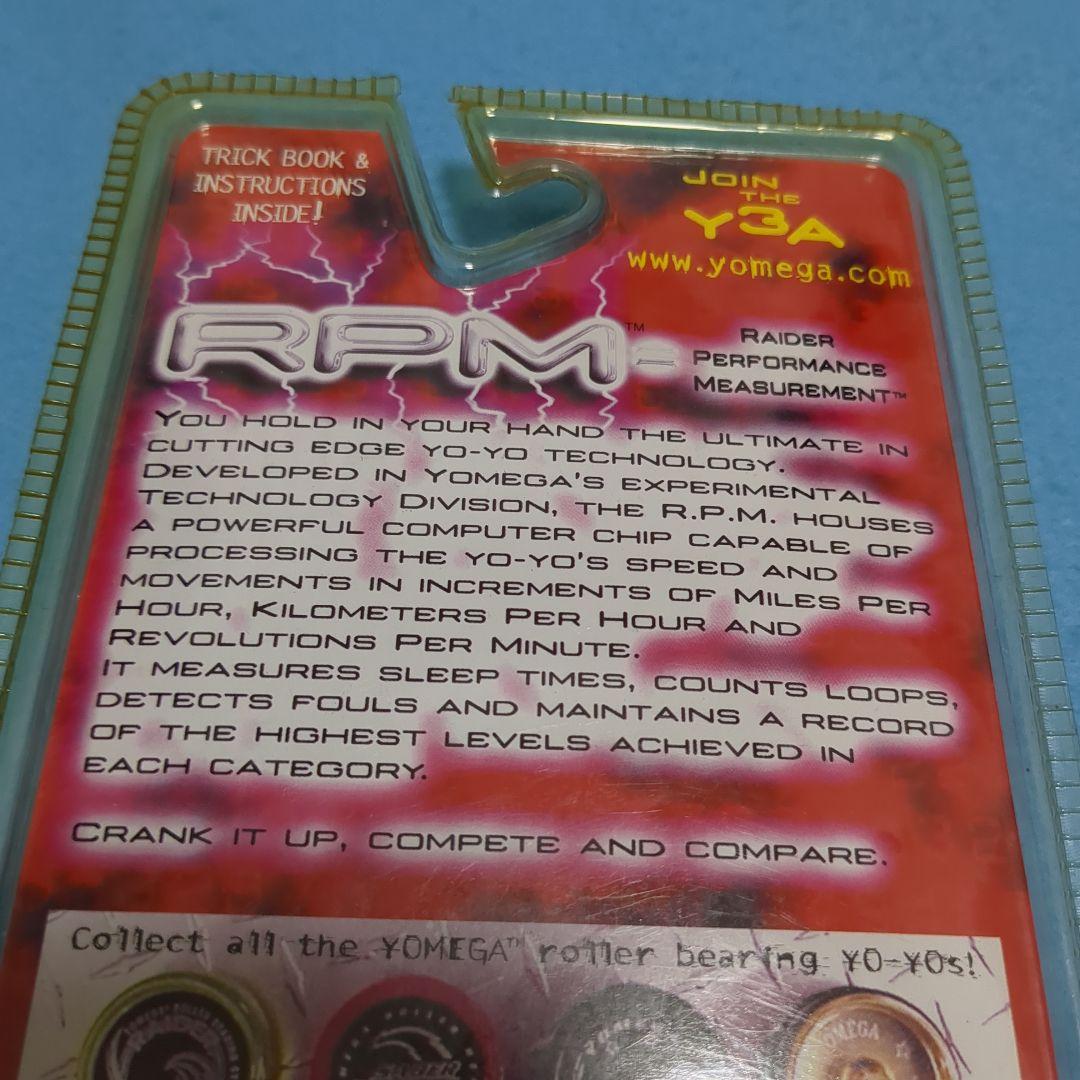 TRICK BOOK &
INSTRUCTIONS
INSIDE!
JOIN
THE
Y3A
www.yomega.com
RPM™ =
RAIDER
PERFORMANCE
MEASUREMENT™
YOU HOLD IN YOUR HAND THE ULTIMATE IN
CUTTING EDGE YO-YO TECHNOLOGY.
DEVELOPED IN YOMEGA'S EXPERIMENTAL
TECHNOLOGY DIVISION, THE R.P.M. HOUSES
A POWERFUL COMPUTER CHIP CAPABLE OF
PROCESSING THE YO-YO'S SPEED AND
MOVEMENTS IN INCREMENTS OF MILES PER
HOUR, KILOMETERS PER HOUR AND
REVOLUTIONS PER MINUTE.
IT MEASURES SLEEP TIMES, COUNTS LOOPS,
DETECTS FOULS AND MAINTAINS A RECORD
OF THE HIGHEST LEVELS ACHIEVED IN
EACH CATEGORY.
CRANK IT UP, COMPETE AND COMPARE.
Collect all the YOMEGA™ roller bearing YO-YOs!
RAIDER
SABER
OMEGA